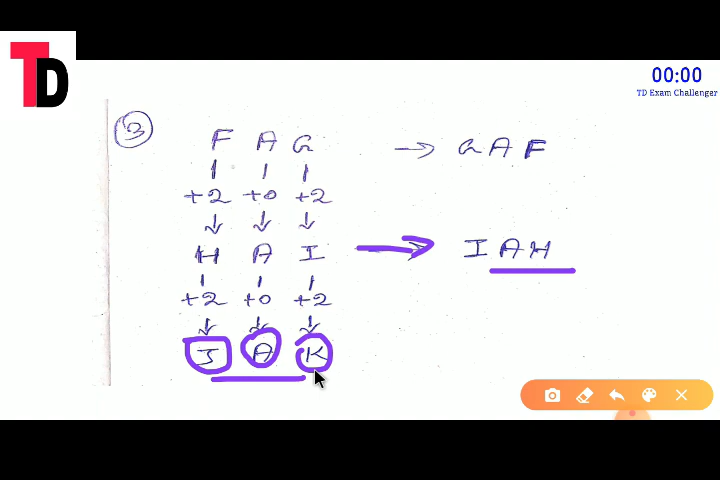 TD
00:00
TD Exam Challenger
3
F A G → G A F
+2 +0 +2
H A I → I A H
+2 +0 +2
J A K